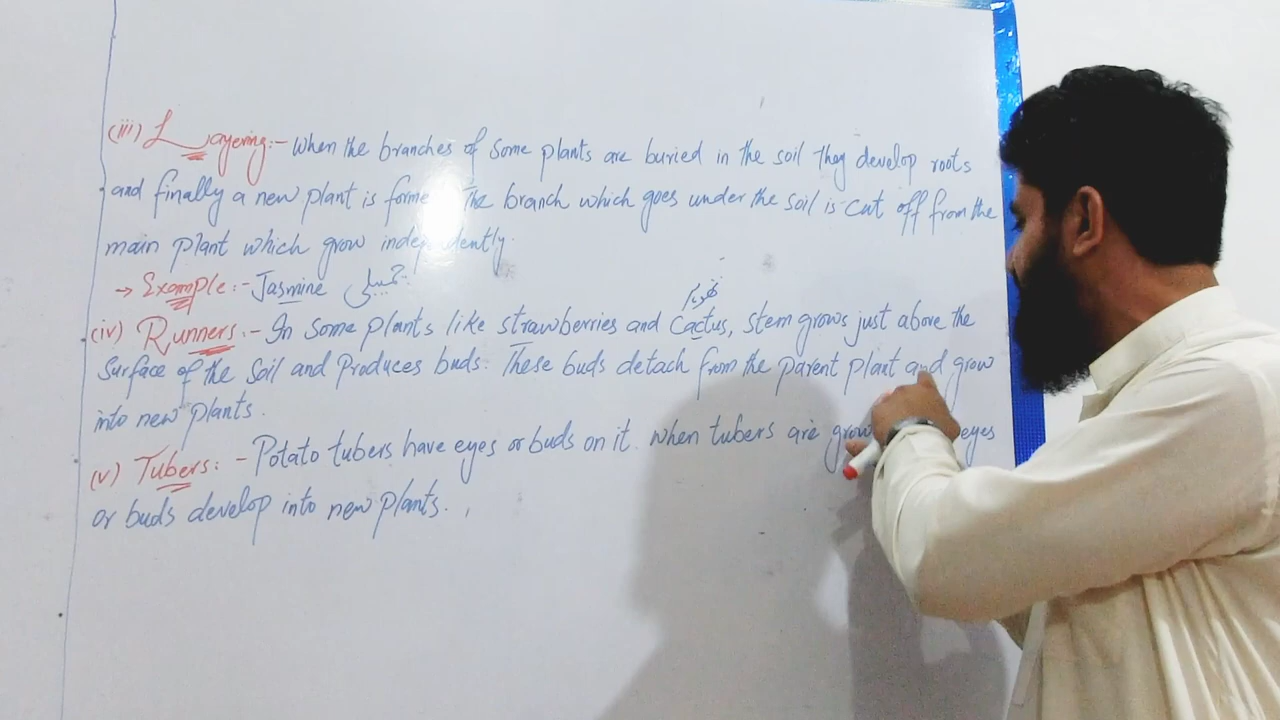 (iii) Layering:- When the branches of some plants are buried in the soil they develop roots
and finally a new plant is forme The branch which goes under the soil is cut off from the
main plant which grow independently.
→ Example:- Jasmine
(iv) Runners:- In some plants like strawberries and Cactus, stem grows just above the
surface of the soil and produces buds. These buds detach from the parent plant and grow
into new plants.
(v) Tubers:- Potato tubers have eyes or buds on it. when tubers are grow eyes
or buds develop into new plants.